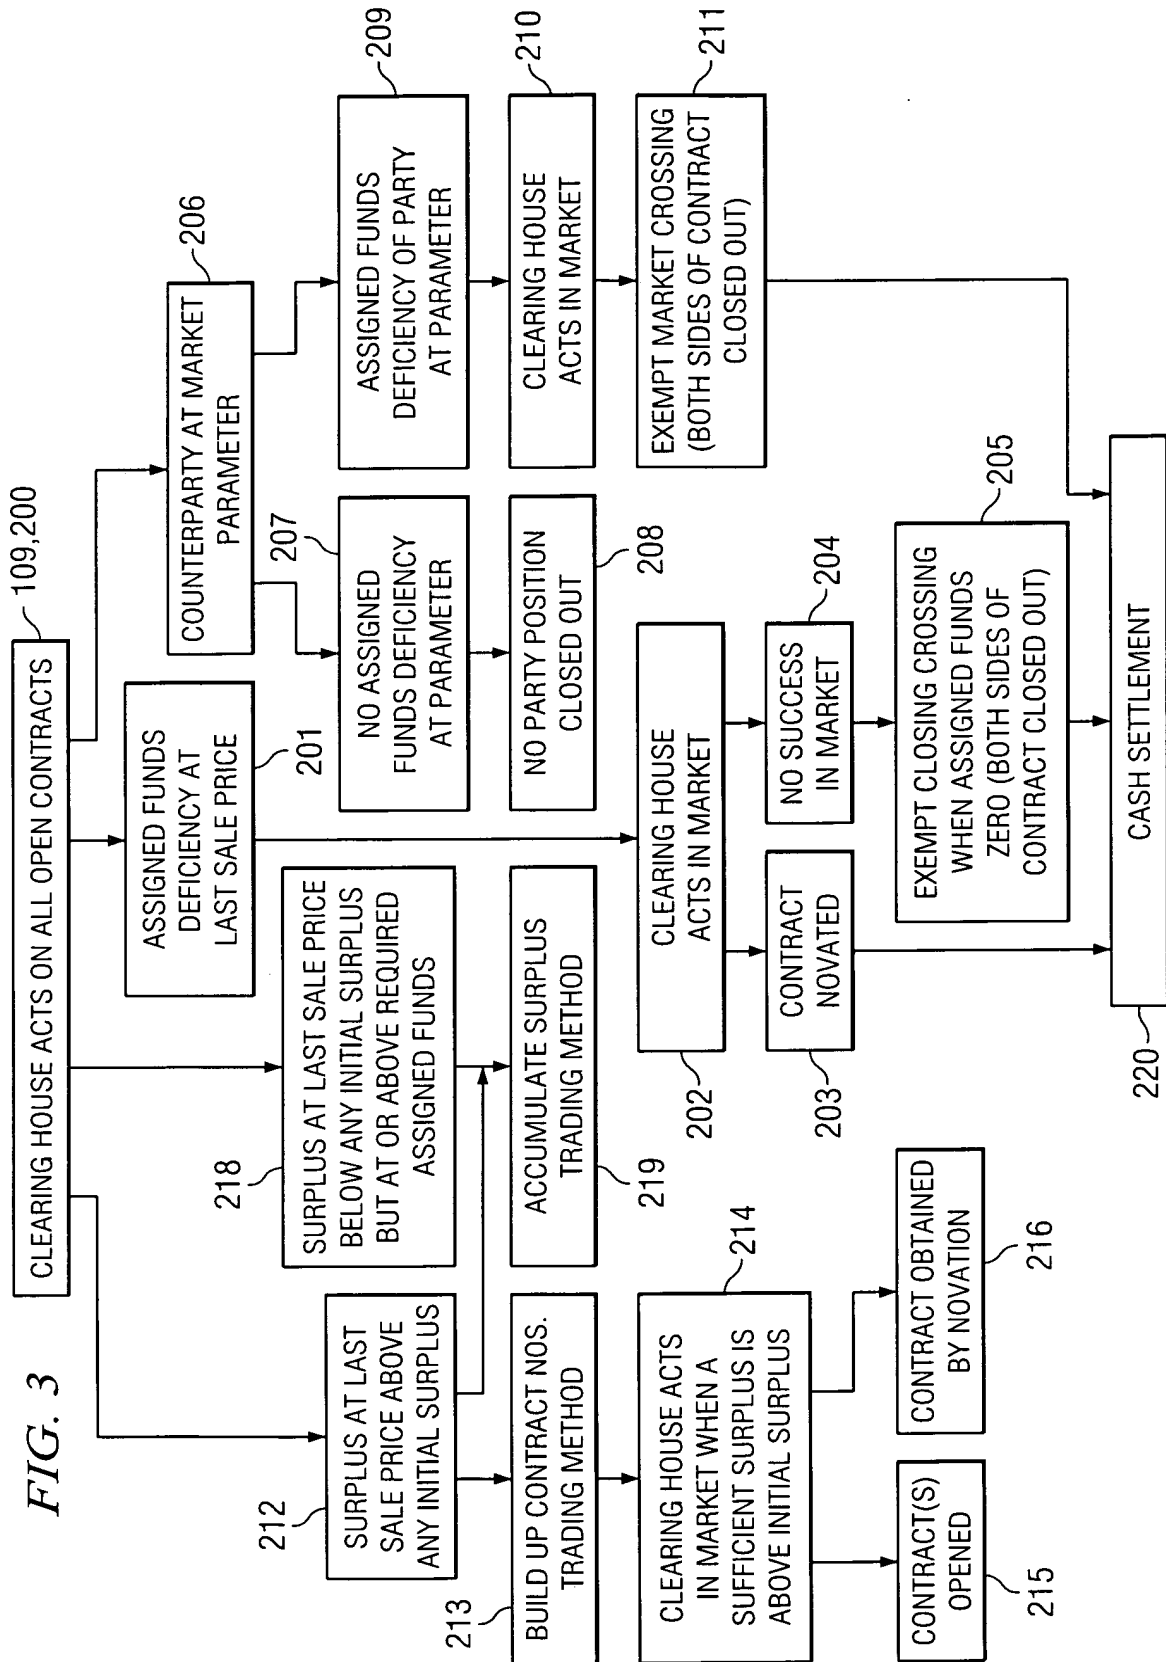 FIG. 3
CLEARING HOUSE ACTS ON ALL OPEN CONTRACTS
109,200
SURPLUS AT LAST
SALE PRICE ABOVE
ANY INITIAL SURPLUS
212
SURPLUS AT LAST SALE PRICE
BELOW ANY INITIAL SURPLUS
BUT AT OR ABOVE REQUIRED
ASSIGNED FUNDS
218
ASSIGNED FUNDS
DEFICIENCY AT
LAST SALE PRICE
201
COUNTERPARTY AT MARKET
PARAMETER
206
NO ASSIGNED
FUNDS DEFICIENCY
AT PARAMETER
207
ASSIGNED FUNDS
DEFICIENCY OF PARTY
AT PARAMETER
209
BUILD UP CONTRACT NOS.
TRADING METHOD
213
ACCUMULATE SURPLUS
TRADING METHOD
219
NO PARTY POSITION
CLOSED OUT
208
CLEARING HOUSE
ACTS IN MARKET
210
CLEARING HOUSE ACTS
IN MARKET WHEN A
SUFFICIENT SURPLUS IS
ABOVE INITIAL SURPLUS
214
CLEARING HOUSE
ACTS IN MARKET
202
EXEMPT MARKET CROSSING
(BOTH SIDES OF CONTRACT
CLOSED OUT)
211
CONTRACT
NOVATED
203
NO SUCCESS
IN MARKET
204
CONTRACT(S)
OPENED
215
CONTRACT OBTAINED
BY NOVATION
216
EXEMPT CLOSING CROSSING
WHEN ASSIGNED FUNDS
ZERO (BOTH SIDES OF
CONTRACT CLOSED OUT)
205
CASH SETTLEMENT
220